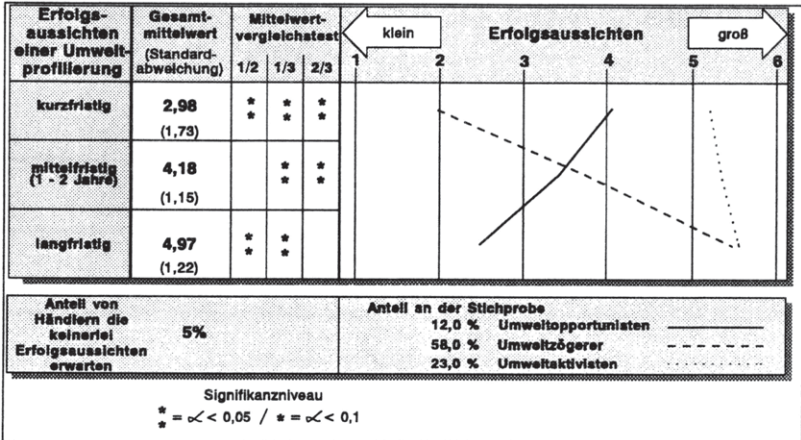 Erfolgs-
aussichten
einer Umwelt-
profilierung
Gesamt-
mittelwert
(Standard-
abweichung)
Mittelwert-
vergleichstest
1/2 1/3 2/3
klein Erfolgsaussichten groß
1 2 3 4 5 6
kurzfristig 2,98 * * *
(1,73) * * *
mittelfristig 4,18 * *
(1 - 2 Jahre) * *
(1,15)
langfristig 4,97 * *
(1,22) * *
Anteil von
Händlern die
keinerlei
Erfolgsaussichten
erwarten
5%
Anteil an der Stichprobe
12,0 % Umweltopportunisten
58,0 % Umweltzögerer
23,0 % Umweltaktivisten
Signifikanzniveau
*
* = ∝ < 0,05 / * = ∝ < 0,1